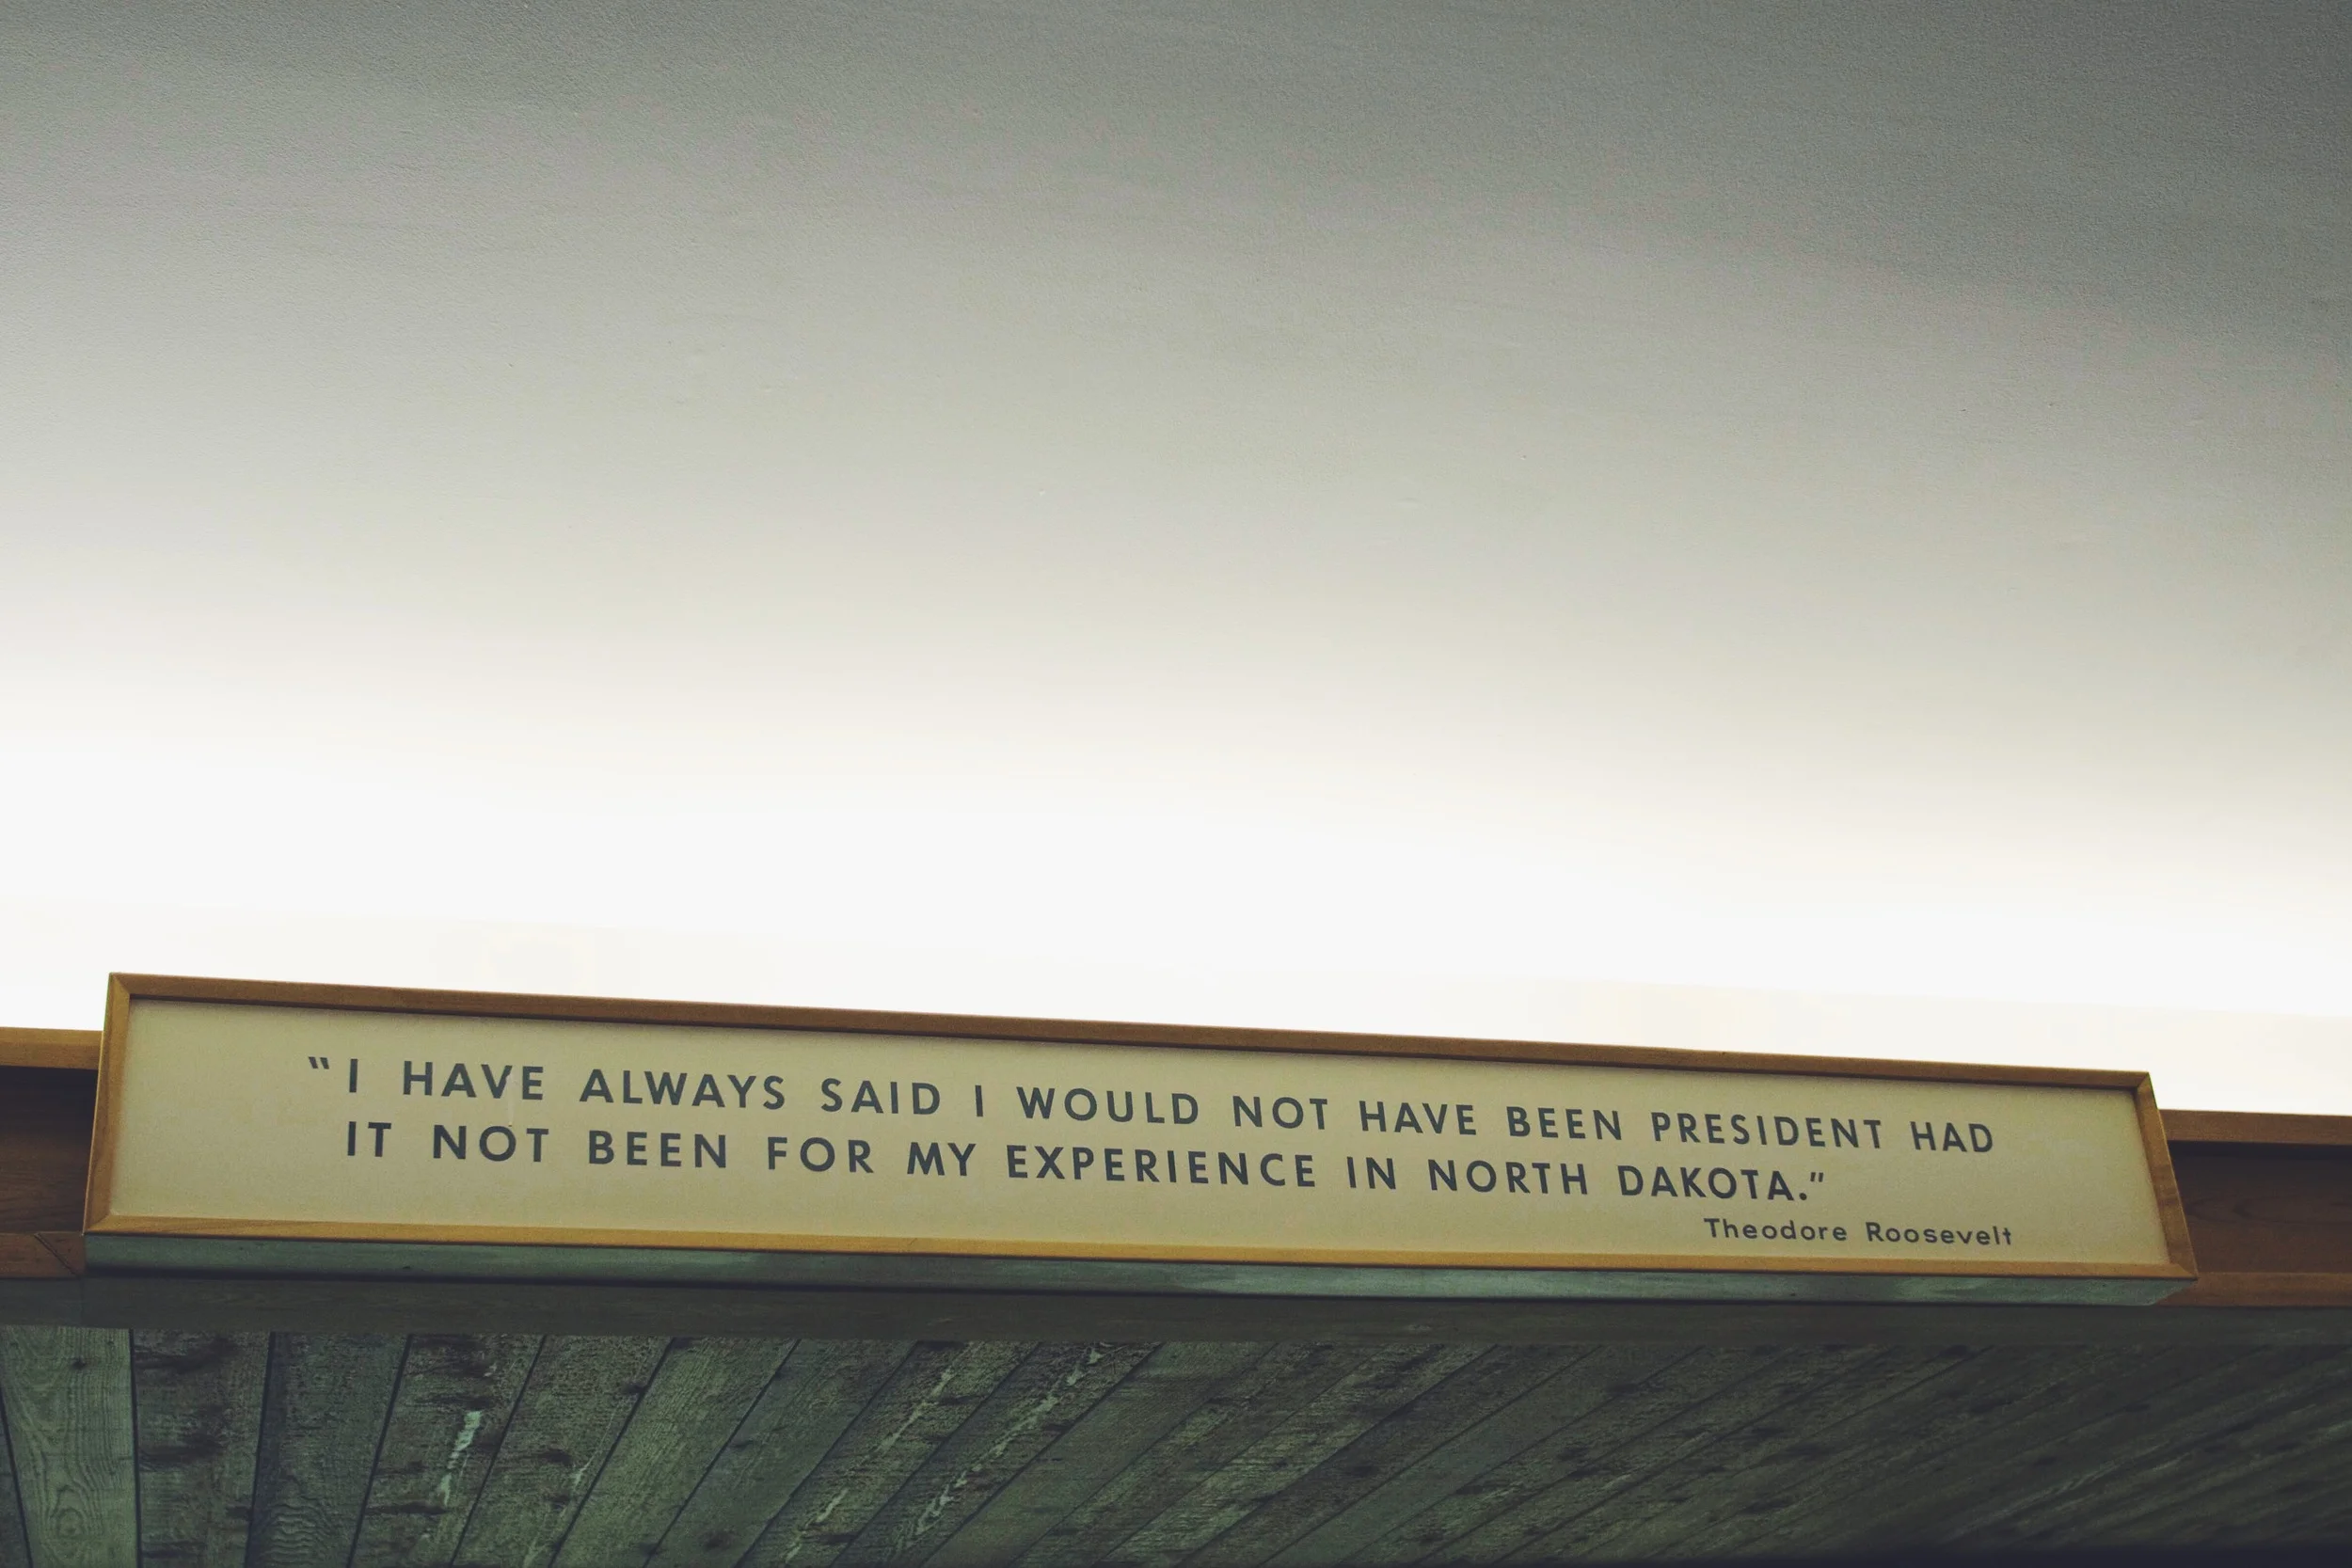 “I HAVE ALWAYS SAID I WOULD NOT HAVE BEEN PRESIDENT HAD
IT NOT BEEN FOR MY EXPERIENCE IN NORTH DAKOTA.”
Theodore Roosevelt